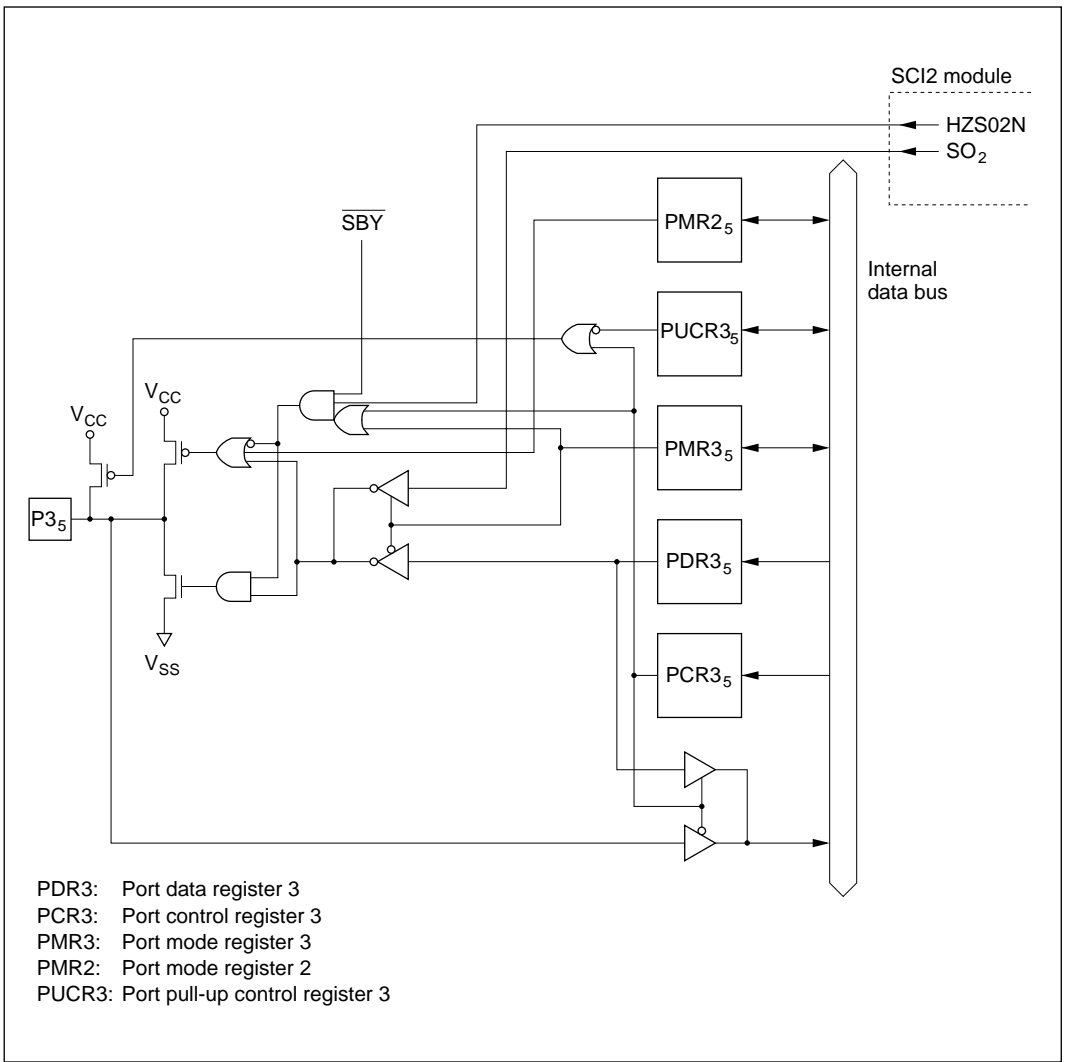 SCI2 module
HZS02N
SO2
SBY
PMR25
Internal
data bus
PUCR35
VCC
VCC
PMR35
P35
PDR35
VSS
PCR35
PDR3: Port data register 3
PCR3: Port control register 3
PMR3: Port mode register 3
PMR2: Port mode register 2
PUCR3: Port pull-up control register 3